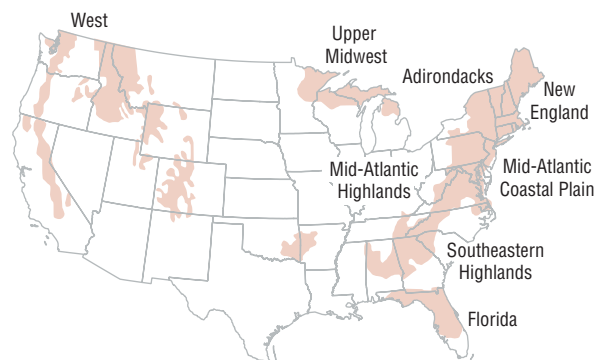 West
Upper
Midwest
Adirondacks
New
England
Mid-Atlantic
Highlands
Mid-Atlantic
Coastal Plain
Southeastern
Highlands
Florida